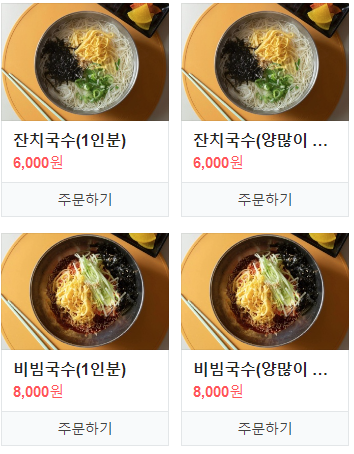 잔치국수(1인분)
6,000원
주문하기
잔치국수(양많이 ...
6,000원
주문하기
비빔국수(1인분)
8,000원
주문하기
비빔국수(양많이 ...
8,000원
주문하기